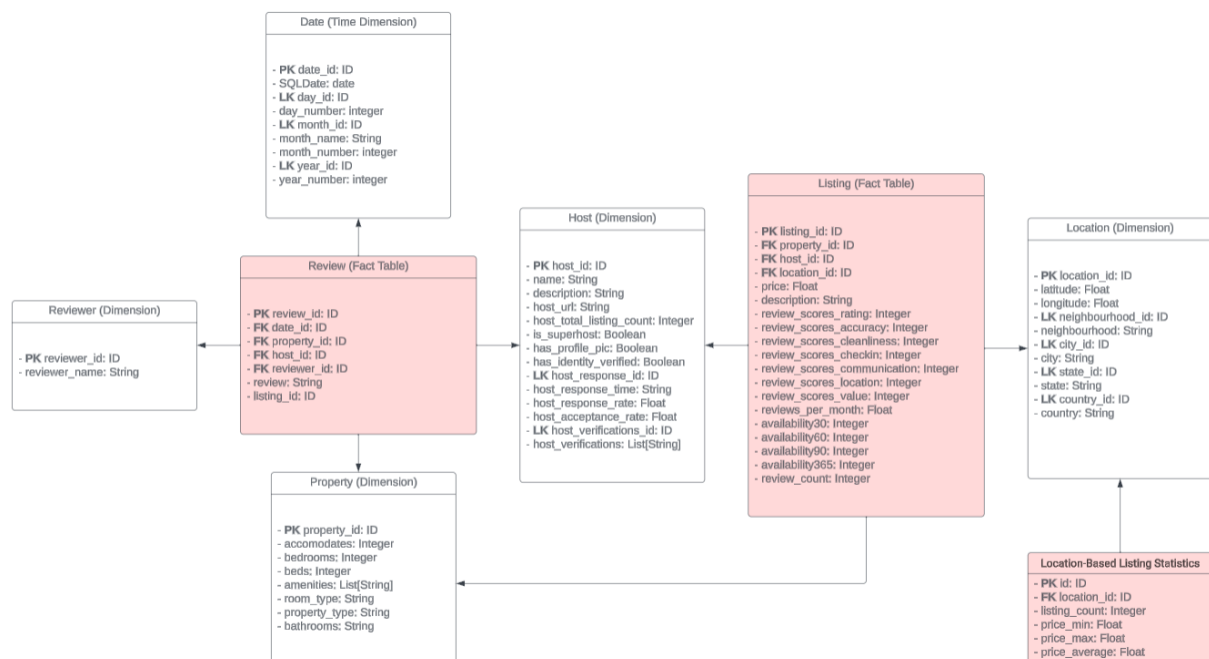 Date (Time Dimension)
- PK date_id: ID
- SQLDate: date
- LK day_id: ID
- day_number: integer
- LK month_id: ID
- month_name: String
- month_number: integer
- LK year_id: ID
- year_number: integer
Review (Fact Table)
- PK review_id: ID
- FK date_id: ID
- FK property_id: ID
- FK host_id: ID
- FK reviewer_id: ID
- review: String
- listing_id: ID
Reviewer (Dimension)
- PK reviewer_id: ID
- reviewer_name: String
Host (Dimension)
- PK host_id: ID
- name: String
- description: String
- host_url: String
- host_total_listing_count: Integer
- is_superhost: Boolean
- has_profile_pic: Boolean
- has_identity_verified: Boolean
- LK host_response_id: ID
- host_response_time: String
- host_response_rate: Float
- host_acceptance_rate: Float
- LK host_verifications_id: ID
- host_verifications: List[String]
Property (Dimension)
- PK property_id: ID
- accomodates: Integer
- bedrooms: Integer
- beds: Integer
- amenities: List[String]
- room_type: String
- property_type: String
- bathrooms: String
Listing (Fact Table)
- PK listing_id: ID
- FK property_id: ID
- FK host_id: ID
- FK location_id: ID
- price: Float
- description: String
- review_scores_rating: Integer
- review_scores_accuracy: Integer
- review_scores_cleanliness: Integer
- review_scores_checkin: Integer
- review_scores_communication: Integer
- review_scores_location: Integer
- review_scores_value: Integer
- reviews_per_month: Float
- availability30: Integer
- availability60: Integer
- availability90: Integer
- availability365: Integer
- review_count: Integer
Location (Dimension)
- PK location_id: ID
- latitude: Float
- longitude: Float
- LK neighbourhood_id: ID
- neighbourhood: String
- LK city_id: ID
- city: String
- LK state_id: ID
- state: String
- LK country_id: ID
- country: String
Location-Based Listing Statistics
- PK id: ID
- FK location_id: ID
- listing_count: Integer
- price_min: Float
- price_max: Float
- price_average: Float